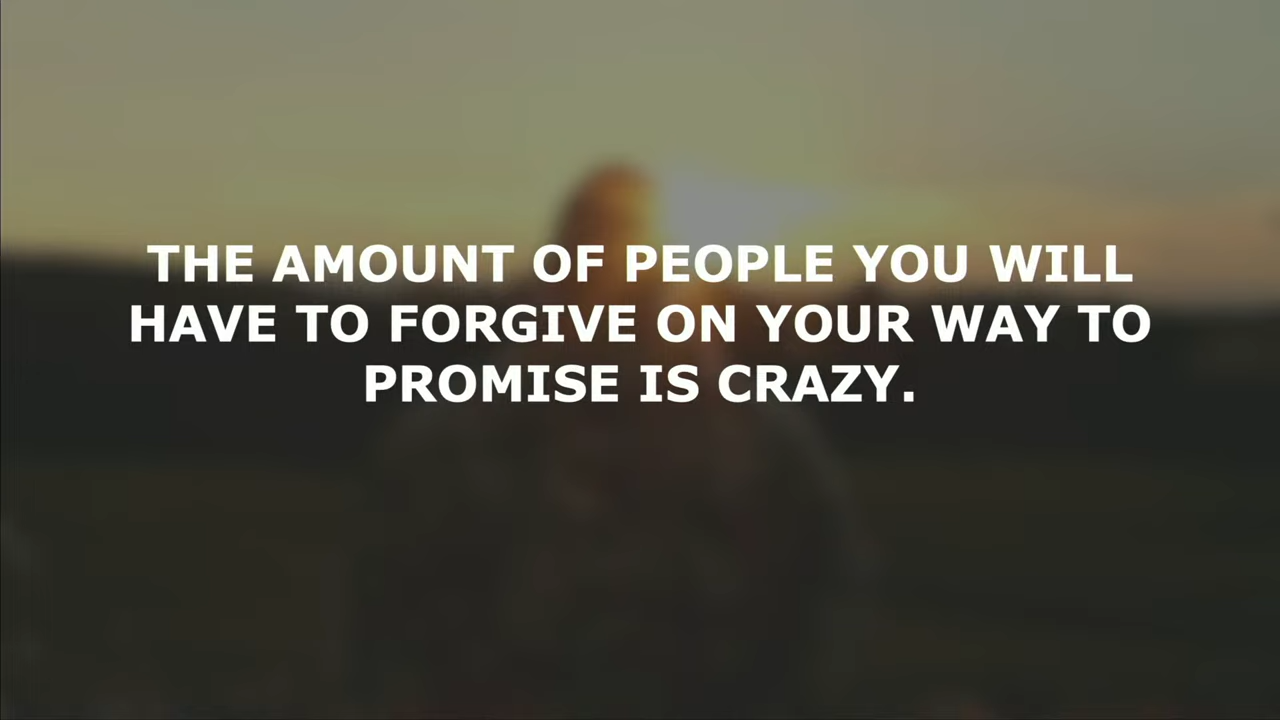 THE AMOUNT OF PEOPLE YOU WILL
HAVE TO FORGIVE ON YOUR WAY TO
PROMISE IS CRAZY.